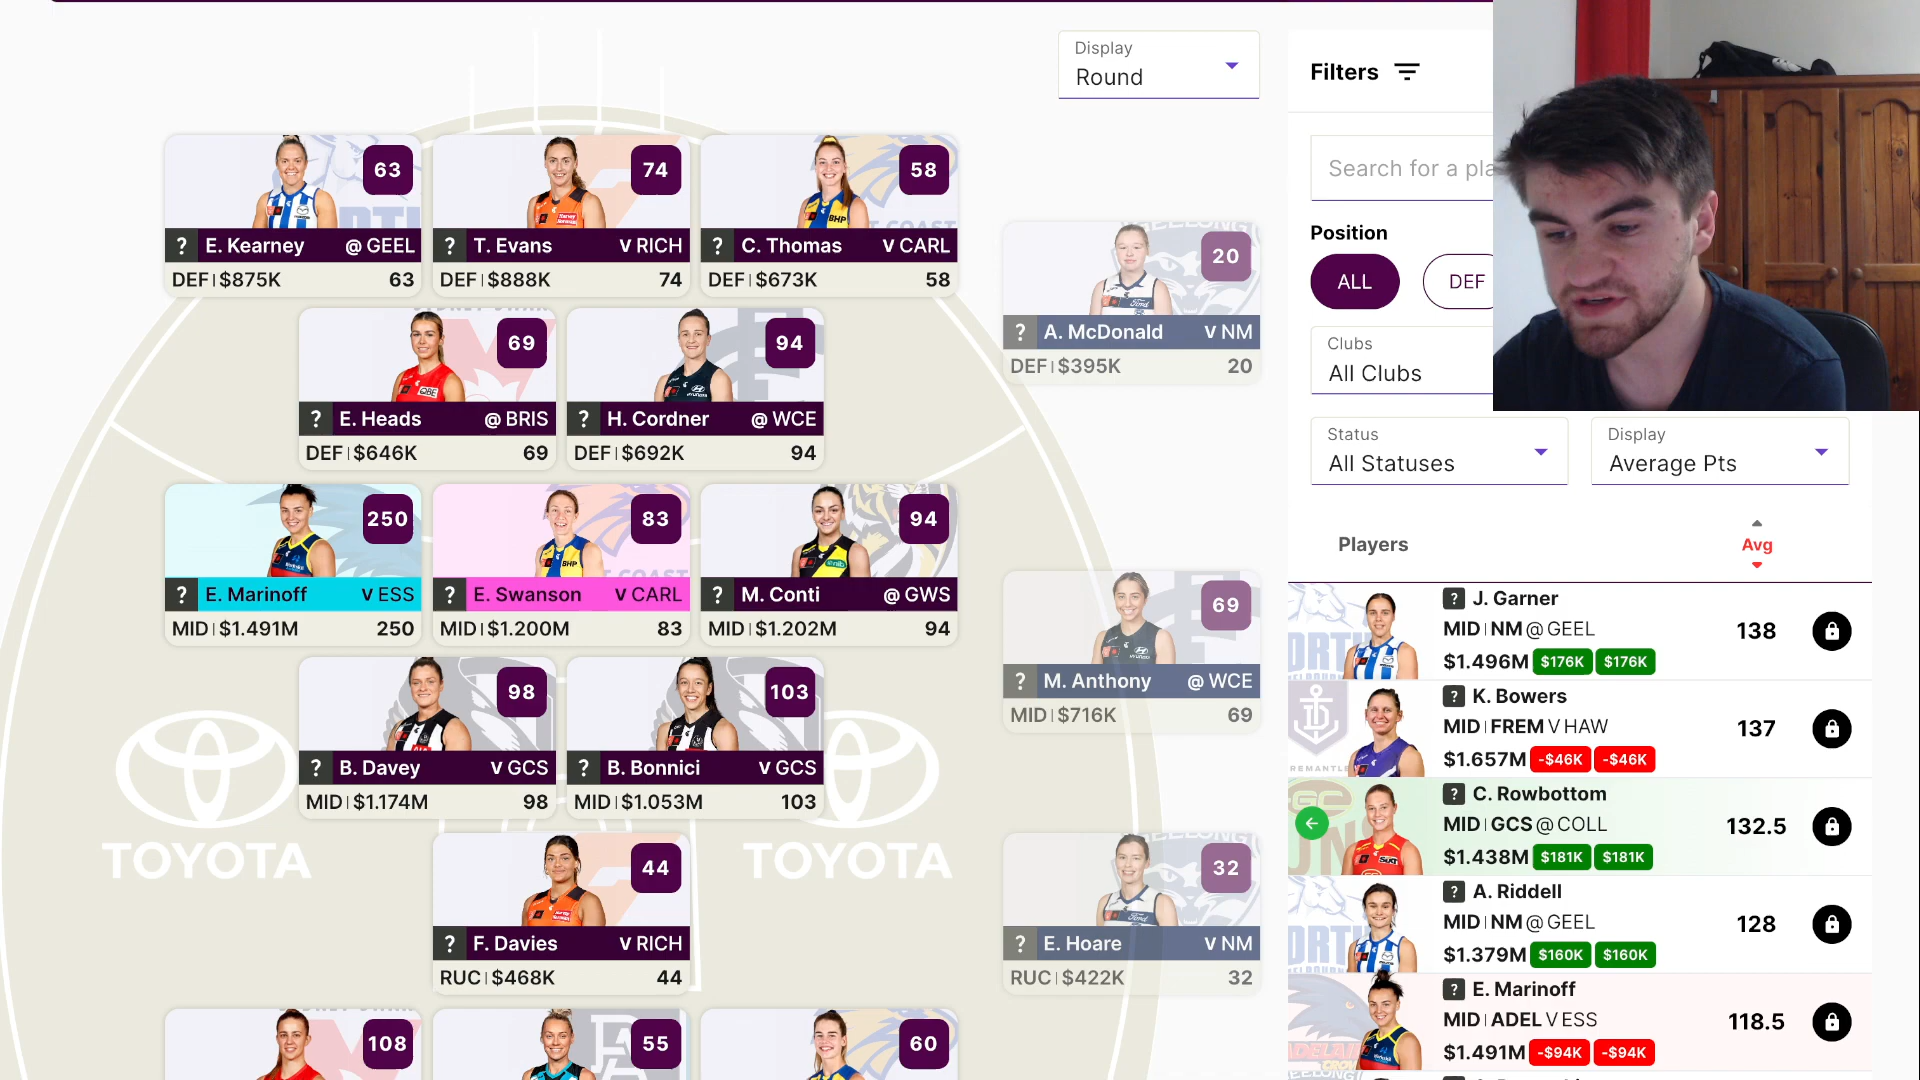 Display
Round
Filters
Search for a pla
Position
ALL
DEF
Clubs
All Clubs
Status
All Statuses
Display
Average Pts
Players
Avg
63
? E. Kearney @ GEEL
DEF | $875K 63
74
? T. Evans V RICH
DEF | $888K 74
58
BHP
? C. Thomas V CARL
DEF | $673K 58
69
QBE
? E. Heads @ BRIS
DEF | $646K 69
94
? H. Cordner @ WCE
DEF | $692K 94
250
? E. Marinoff V ESS
MID | $1.491M 250
83
BHP
? E. Swanson V CARL
MID | $1.200M 83
94
? M. Conti @ GWS
MID | $1.202M 94
98
? B. Davey V GCS
MID | $1.174M 98
103
? B. Bonnici V GCS
MID | $1.053M 103
TOYOTA
TOYOTA
44
? F. Davies V RICH
RUC | $468K 44
108
55
60
20
Ford
? A. McDonald V NM
DEF | $395K 20
69
? M. Anthony @ WCE
MID | $716K 69
32
Ford
? E. Hoare V NM
RUC | $422K 32
? J. Garner
MID | NM @ GEEL
$1.496M $176K $176K
138
? K. Bowers
MID | FREM V HAW
$1.657M -$46K -$46K
137
? C. Rowbottom
MID | GCS @ COLL
$1.438M $181K $181K
132.5
? A. Riddell
MID | NM @ GEEL
$1.379M $160K $160K
128
? E. Marinoff
MID | ADEL V ESS
$1.491M -$94K -$94K
118.5